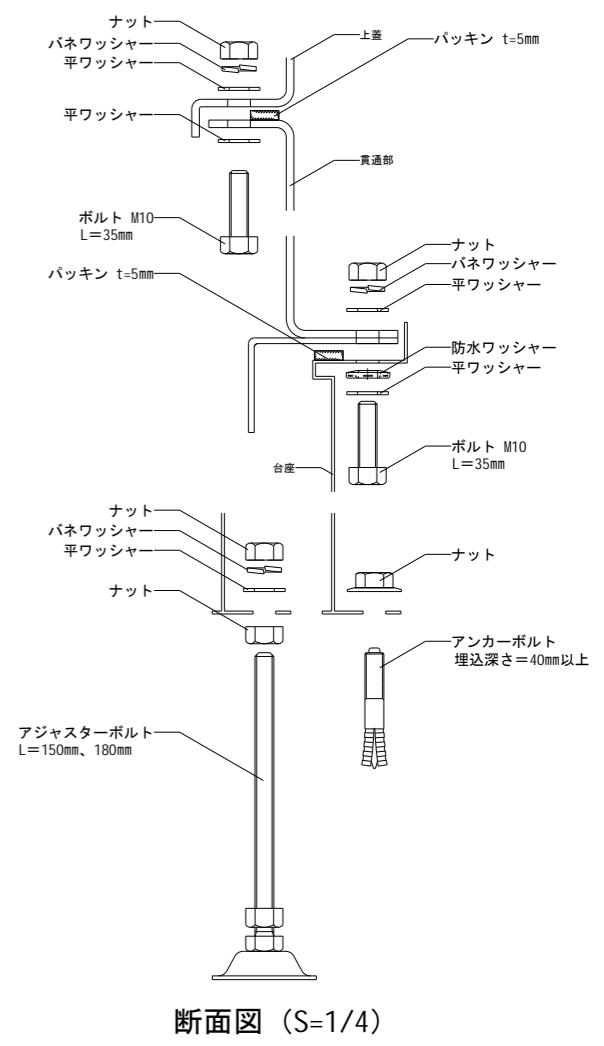 ナット
バネワッシャー
平ワッシャー
上蓋
パッキン t=5㎜
平ワッシャー
貫通部
ボルト M10
L=35㎜
パッキン t=5㎜
ナット
バネワッシャー
平ワッシャー
防水ワッシャー
平ワッシャー
ボルト M10
L=35㎜
台座
ナット
バネワッシャー
平ワッシャー
ナット
ナット
アンカーボルト
埋込深さ=40㎜以上
アジャスターボルト
L=150㎜、180㎜
断面図 (S=1/4)